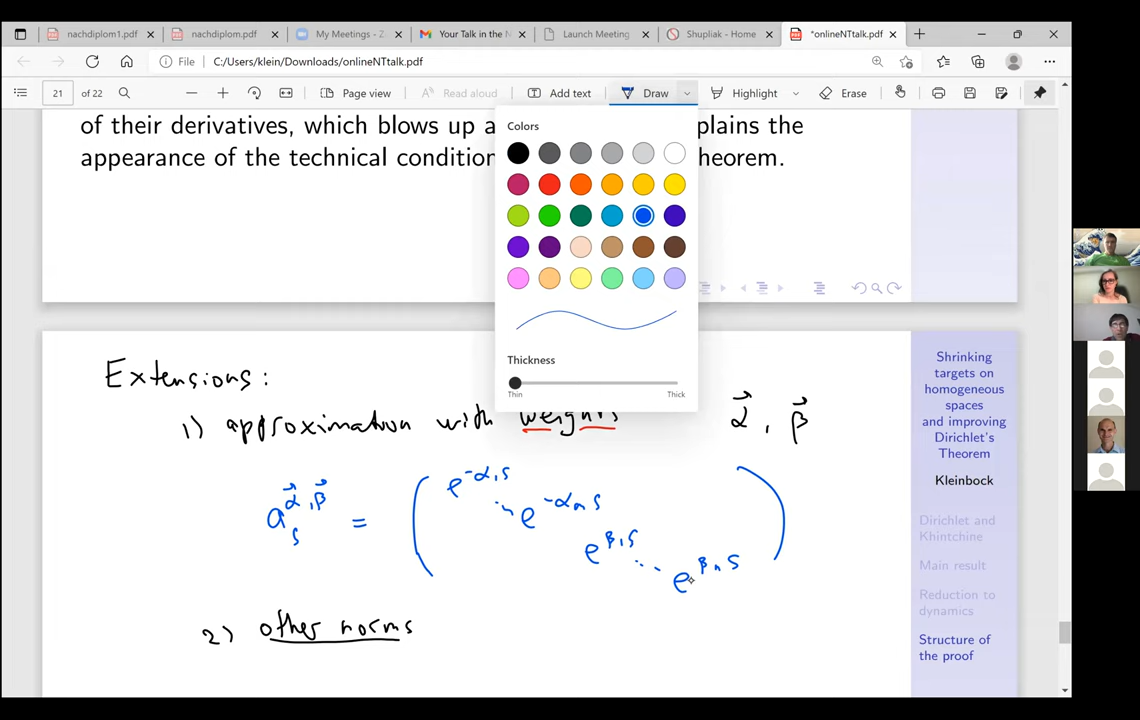 nachdiplom1.pdf
nachdiplom.pdf
My Meetings - Z
Your Talk in the N
Launch Meeting
Shupliak - Home
*onlineNTtalk.pdf
File
C:/Users/klein/Downloads/onlineNTtalk.pdf
21 of 22
Page view
Read aloud
Add text
Draw
Highlight
Erase
of their derivatives, which blows up a
plains the
appearance of the technical condition
heorem.
Colors
Thickness
Thin
Thick
Extensions:
1) approximation with weights α⃗, β⃗
a_s^{α⃗,β⃗} = ( e^{-α₁s} ⋱ e^{-αₘs} e^{β₁s} ⋱ e^{βₙs} )
2) other norms
Shrinking
targets on
homogeneous
spaces
and improving
Dirichlet's
Theorem
Kleinbock
Dirichlet and
Khintchine
Main result
Reduction to
dynamics
Structure of
the proof